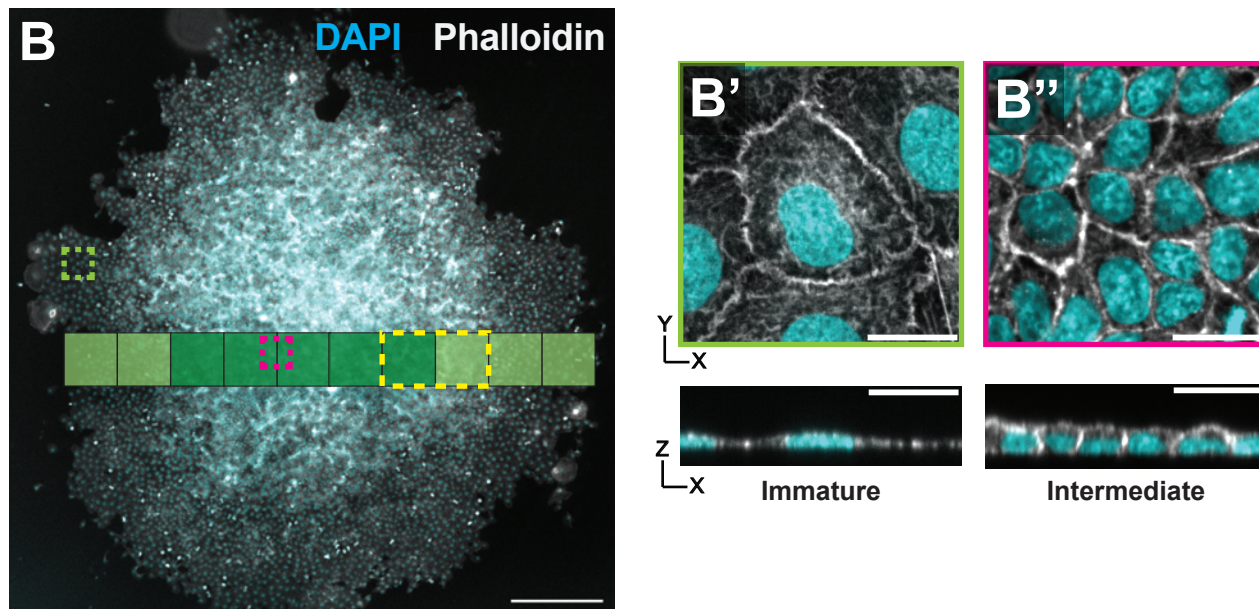 B DAPI Phalloidin
B' B''
Y
X
Z
X
Immature Intermediate